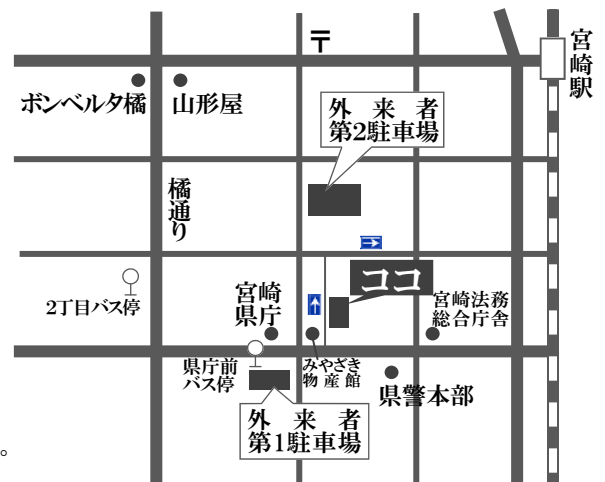 〒
宮崎駅
ボンベルタ橘
山形屋
外来者
第2駐車場
橘通り
ココ
2丁目バス停
宮崎
県庁
宮崎法務
総合庁舎
県庁前
バス停
みやざき
物産館
県警本部
外来者
第1駐車場
。